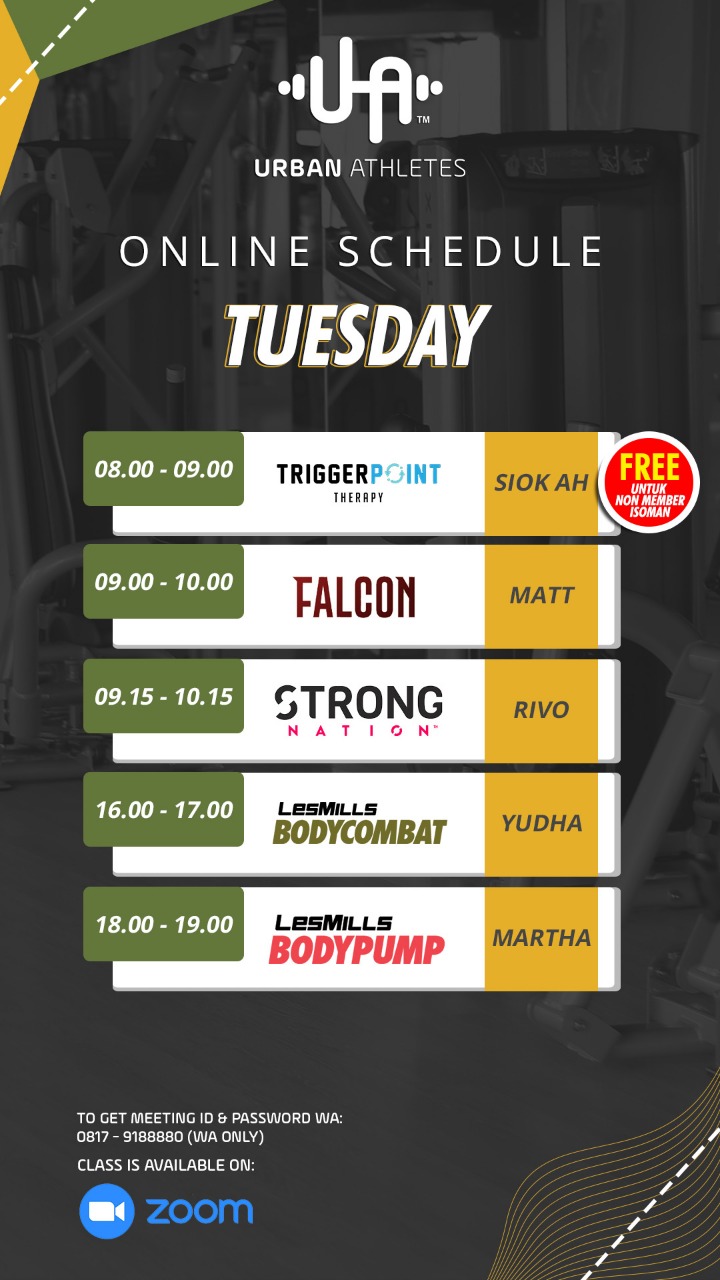 UA™
URBAN ATHLETES
ONLINE SCHEDULE
TUESDAY
08.00 - 09.00
TRIGGERPOINT
THERAPY
SIOK AH
FREE
UNTUK
NON MEMBER
ISOMAN
09.00 - 10.00
FALCON
MATT
09.15 - 10.15
STRONG
NATION™
RIVO
16.00 - 17.00
LesMILLS
BODYCOMBAT
YUDHA
18.00 - 19.00
LesMILLS
BODYPUMP
MARTHA
TO GET MEETING ID & PASSWORD WA:
0817 - 9188880 (WA ONLY)
CLASS IS AVAILABLE ON:
zoom